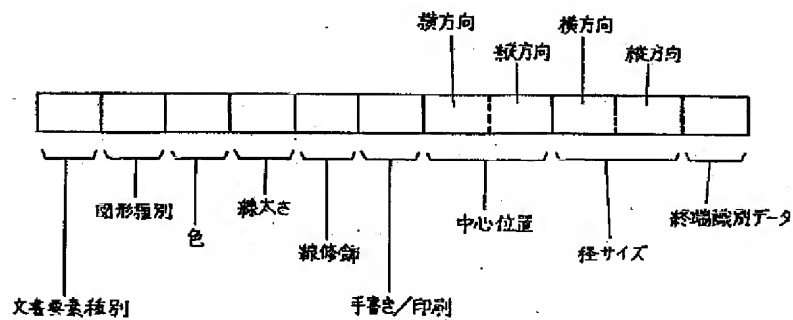 横方向
縦方向
横方向
縦方向
図形種別
色
線太さ
線修飾
中心位置
径サイズ
終端識別データ
文書要素種別
手書き/印刷